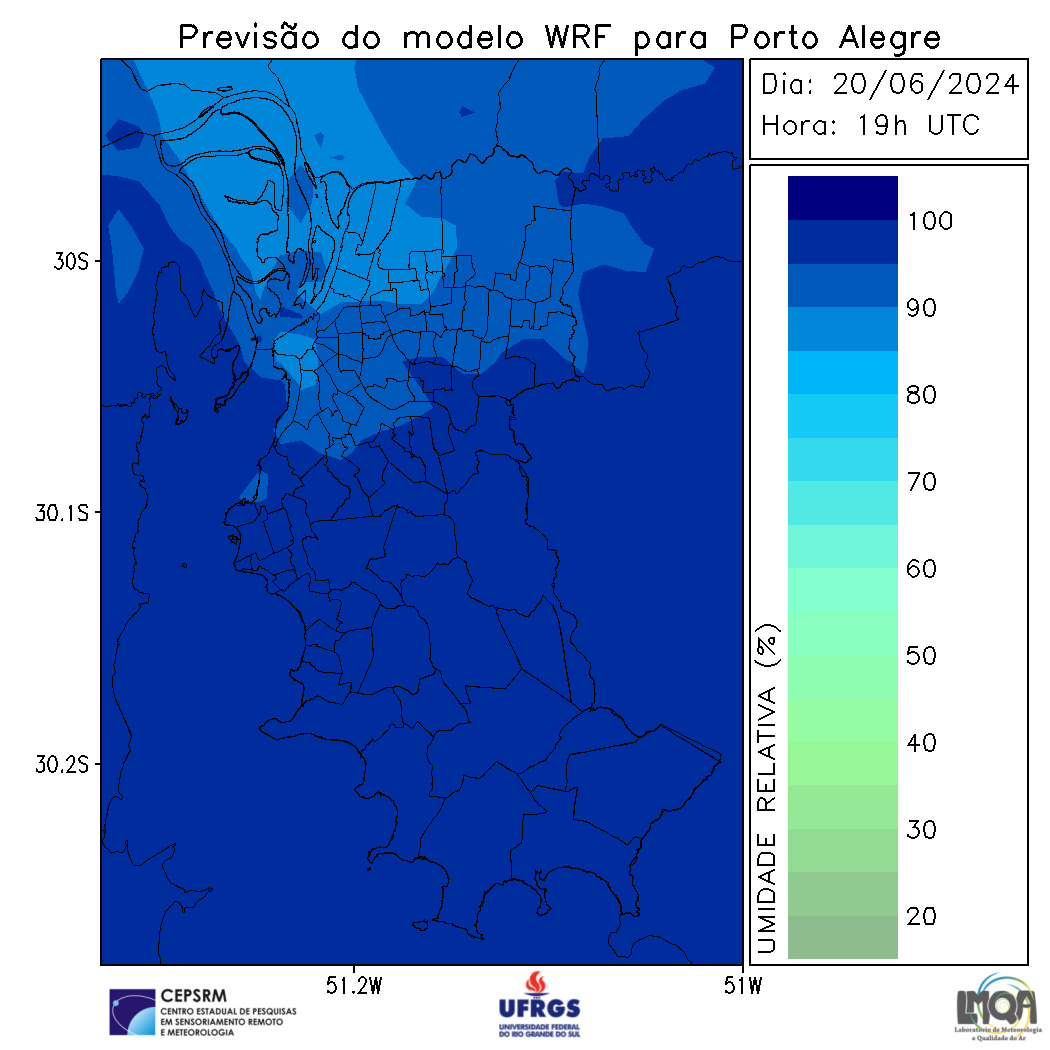 Previsão do modelo WRF para Porto Alegre
Dia: 20/06/2024
Hora: 19h UTC
100
90
80
70
60
50
40
30
20
UMIDADE RELATIVA (%)
30S
30.1S
30.2S
51.2W
51W
CEPSRM
CENTRO ESTADUAL DE PESQUISAS
EM SENSORIAMENTO REMOTO
E METEOROLOGIA
UFRGS
UNIVERSIDADE FEDERAL
DO RIO GRANDE DO SUL
LMQA
Laboratório de Meteorologia
e Qualidade do Ar